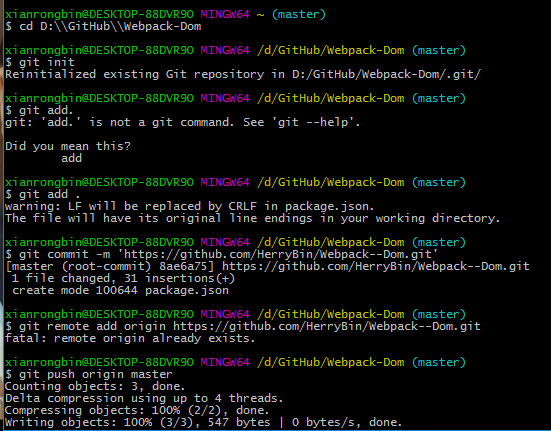 xianrongbin@DESKTOP-88DVR9O MINGW64 ~ (master)
$ cd D:\\GitHub\\Webpack-Dom
xianrongbin@DESKTOP-88DVR9O MINGW64 /d/GitHub/Webpack-Dom (master)
$ git init
Reinitialized existing Git repository in D:/GitHub/Webpack-Dom/.git/
xianrongbin@DESKTOP-88DVR9O MINGW64 /d/GitHub/Webpack-Dom (master)
$ git add.
git: 'add.' is not a git command. See 'git --help'.
Did you mean this?
add
xianrongbin@DESKTOP-88DVR9O MINGW64 /d/GitHub/Webpack-Dom (master)
$ git add .
warning: LF will be replaced by CRLF in package.json.
The file will have its original line endings in your working directory.
xianrongbin@DESKTOP-88DVR9O MINGW64 /d/GitHub/Webpack-Dom (master)
$ git commit -m 'https://github.com/HerryBin/Webpack--Dom.git'
[master (root-commit) 8ae6a75] https://github.com/HerryBin/Webpack--Dom.git
1 file changed, 31 insertions(+)
create mode 100644 package.json
xianrongbin@DESKTOP-88DVR9O MINGW64 /d/GitHub/Webpack-Dom (master)
$ git remote add origin https://github.com/HerryBin/Webpack--Dom.git
fatal: remote origin already exists.
xianrongbin@DESKTOP-88DVR9O MINGW64 /d/GitHub/Webpack-Dom (master)
$ git push origin master
Counting objects: 3, done.
Delta compression using up to 4 threads.
Compressing objects: 100% (2/2), done.
Writing objects: 100% (3/3), 547 bytes | 0 bytes/s, done.